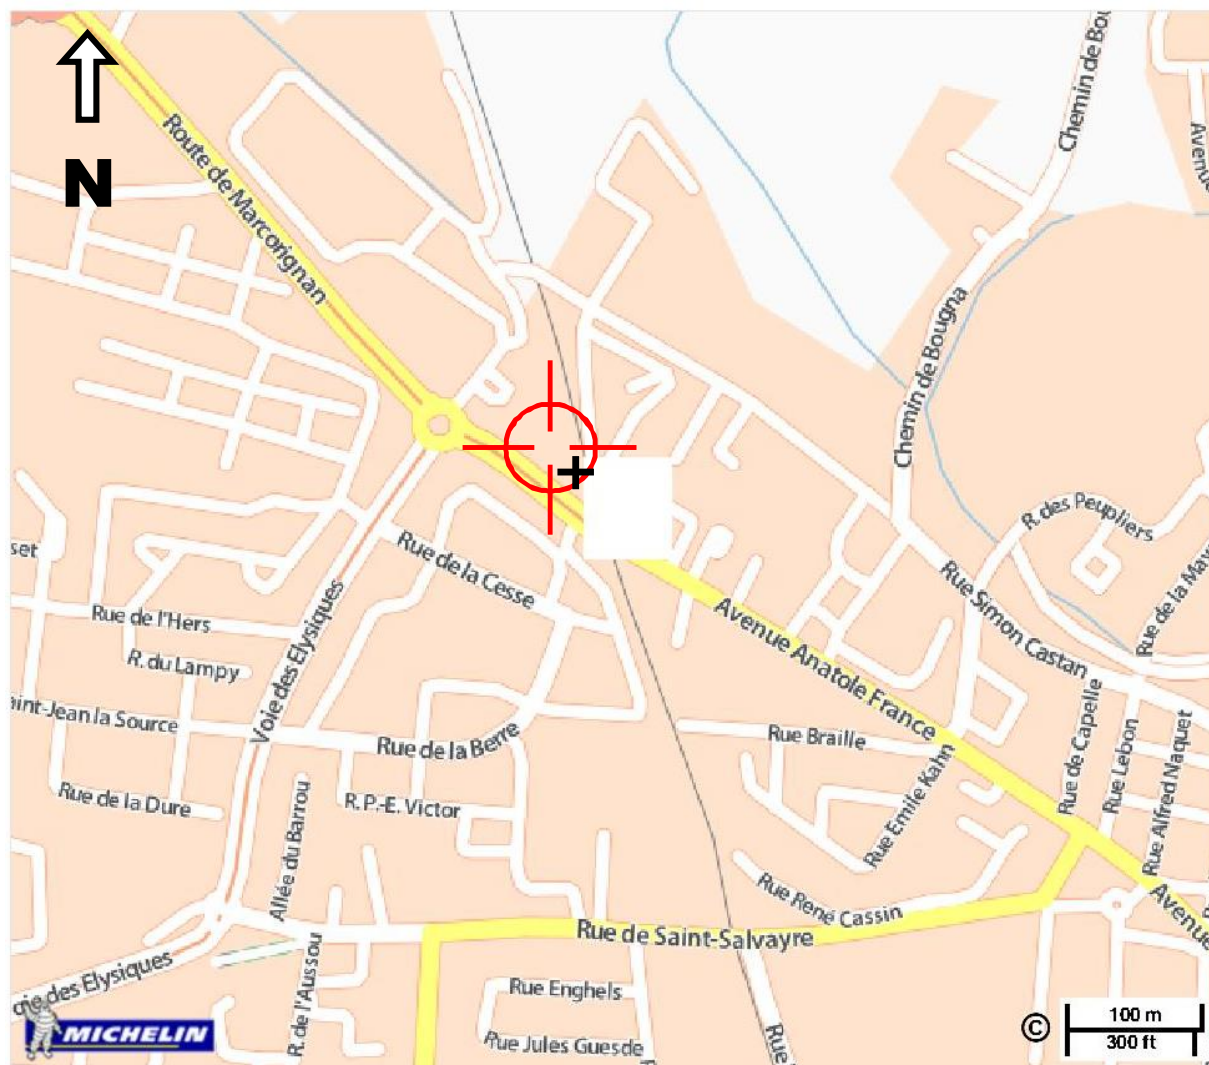 N
Route de Marcorignan
Chemin de Bou
Avenue
Chemin de Bougna
R. des Peupliers
Rue de la May
Rue Simon Castan
set
Rue de la Cesse
Rue de l'Hers
R. du Lampy
Voie des Elysiques
Avenue Anatole France
aint-Jean la Source
Rue de la Berre
Rue Braille
Rue de Capelle
Rue Lebon
Rue Alfred Naquet
Rue de la Dure
R. P.-E. Victor
Rue Emile Kahn
Allée du Barrou
Rue René Cassin
Avenue
Rue de Saint-Salvayre
oie des Elysiques
R. de l'Aussou
Rue Enghels
Rue Jules Guesde
Rue
MICHELIN
©
100 m
300 ft